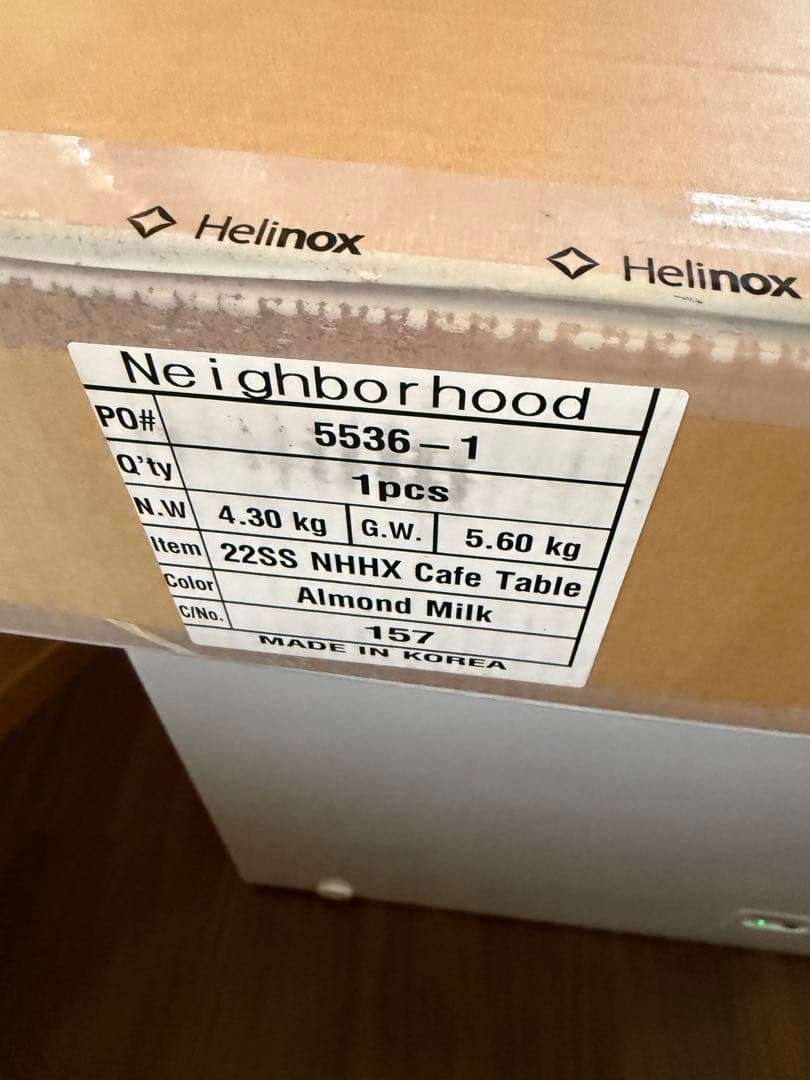 Helinox Helinox
Neighborhood
PO# 5536-1
Q'ty 1pcs
N.W 4.30 kg G.W. 5.60 kg
Item 22SS NHHX Cafe Table
Color Almond Milk
C/No. 157
MADE IN KOREA